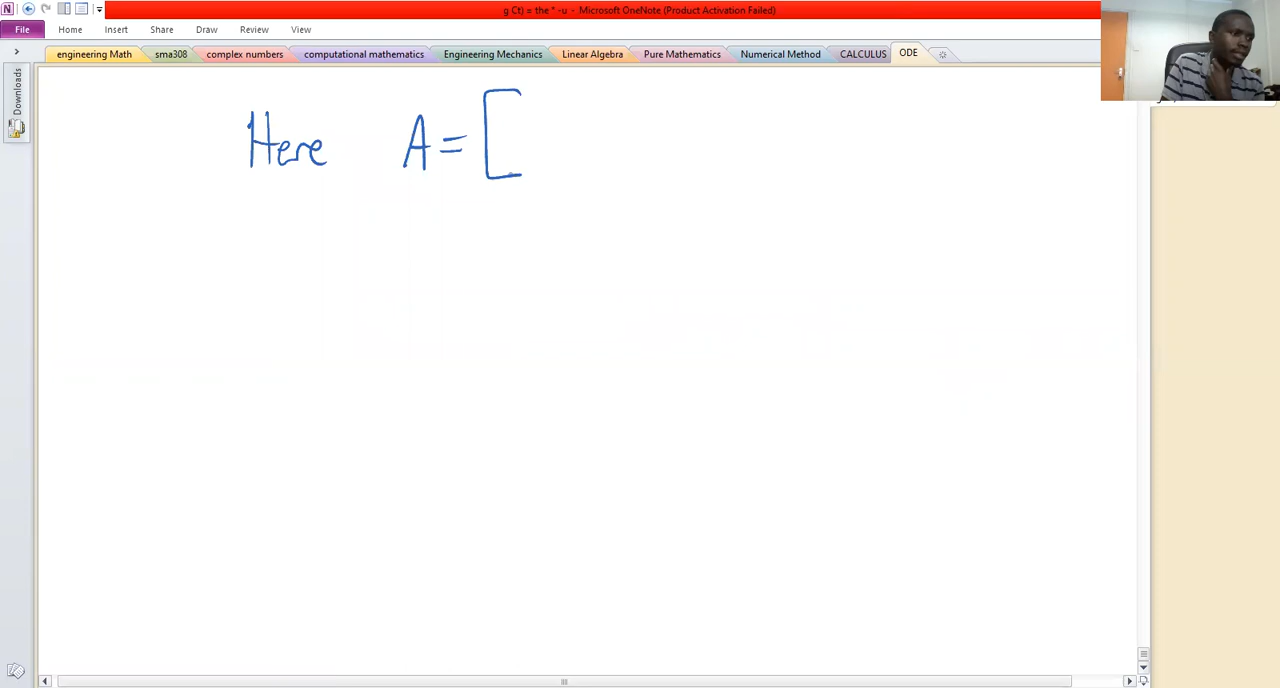 g Ct) = the * -u - Microsoft OneNote (Product Activation Failed)
File Home Insert Share Draw Review View
engineering Math sma308 complex numbers computational mathematics Engineering Mechanics Linear Algebra Pure Mathematics Numerical Method CALCULUS ODE
Downloads
Here A = [